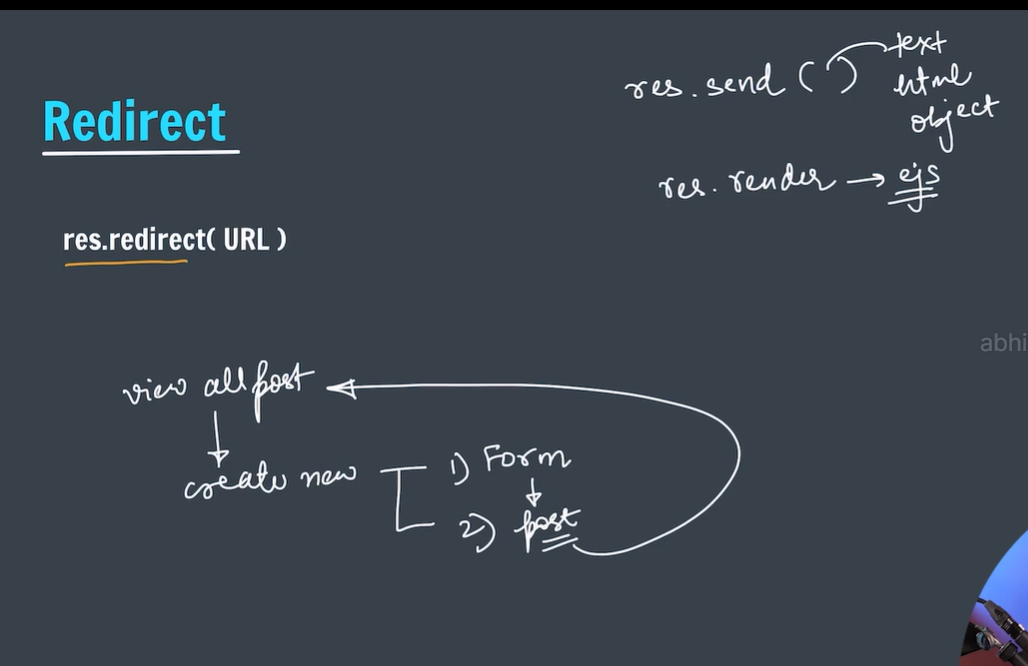 Redirect
res.send ( ) text
html
object
res. render → ejs
res.redirect( URL )
abhi
view all post
create new
1) Form
2) post